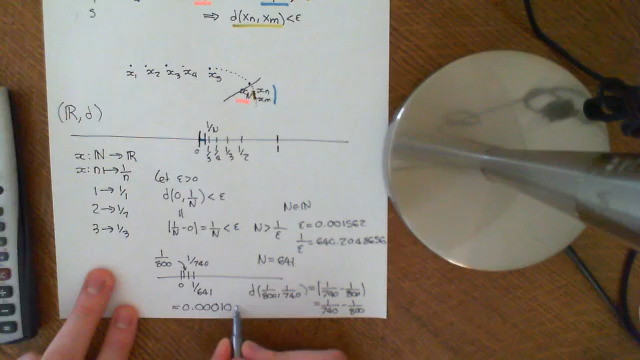 ⟹ d(xn, xm) < ε
x1 x2 x3 x4 x5
xn
xm
(ℝ, d)
1/N
0 1/5 1/4 1/3 1/2 1
x: ℕ → ℝ
x: n ↦ 1/n
1 → 1/1
2 → 1/2
3 → 1/3
Let ε>0
d(0, 1/N) < ε
||
|1/N - 0| = 1/N < ε
N > 1/ε
N∈ℕ
ε = 0.001562
1/ε = 640.2048656
N = 641
1/800 1/740
0 1/641
d(1/800, 1/740) = |1/740 - 1/800|
= 1/740 - 1/800
= 0.00010